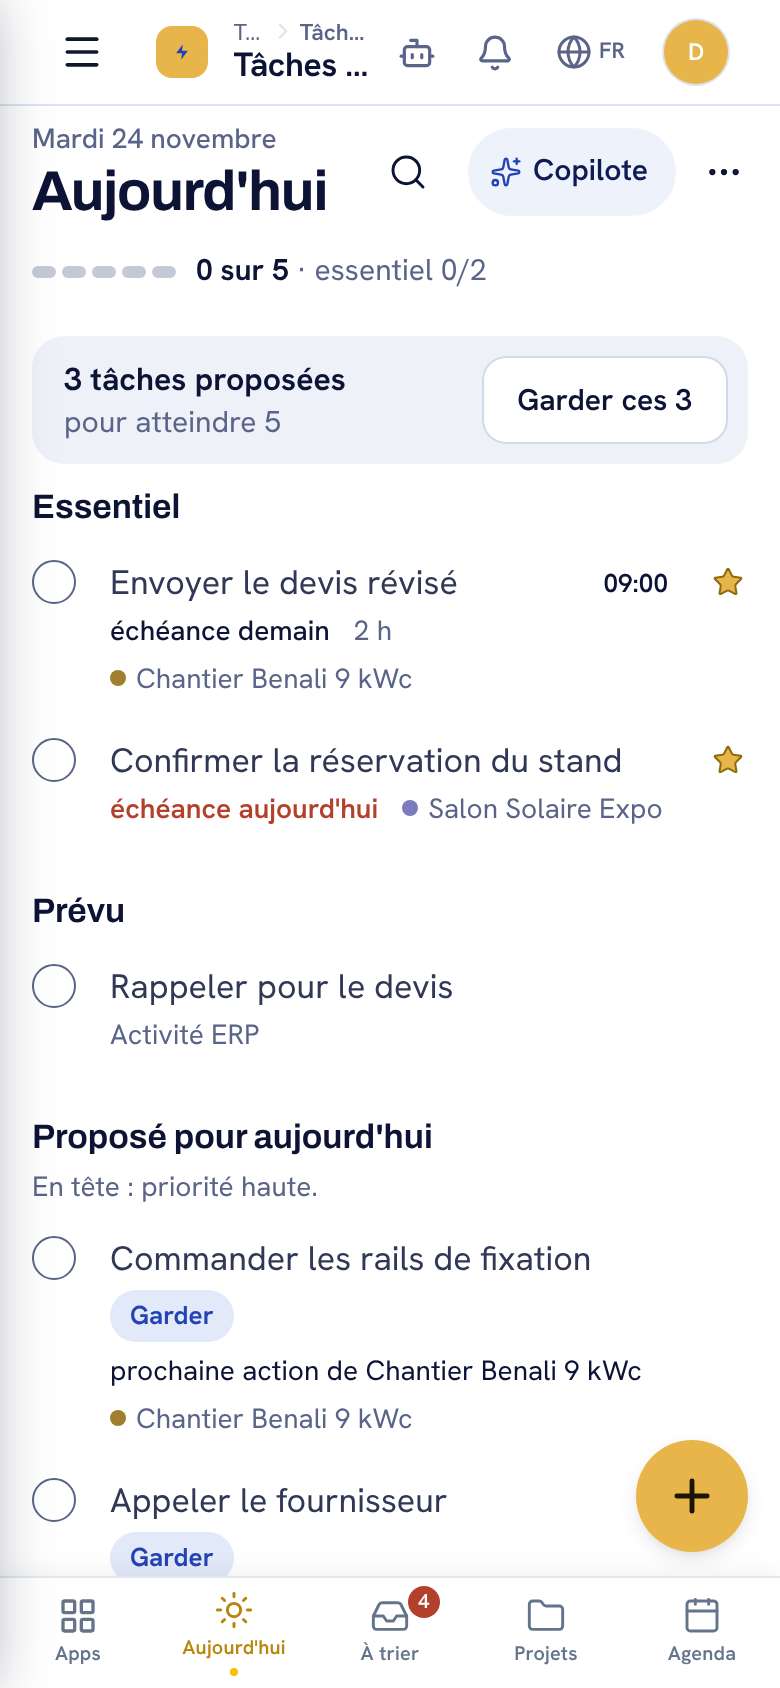 T... > Tâch...
Tâches ...
FR
D
Mardi 24 novembre
Aujourd'hui
Copilote
0 sur 5 · essentiel 0/2
3 tâches proposées
pour atteindre 5
Garder ces 3
Essentiel
Envoyer le devis révisé 09:00
échéance demain 2 h
Chantier Benali 9 kWc
Confirmer la réservation du stand
échéance aujourd'hui Salon Solaire Expo
Prévu
Rappeler pour le devis
Activité ERP
Proposé pour aujourd'hui
En tête : priorité haute.
Commander les rails de fixation
Garder
prochaine action de Chantier Benali 9 kWc
Chantier Benali 9 kWc
Appeler le fournisseur
Garder
4
Apps Aujourd'hui À trier Projets Agenda